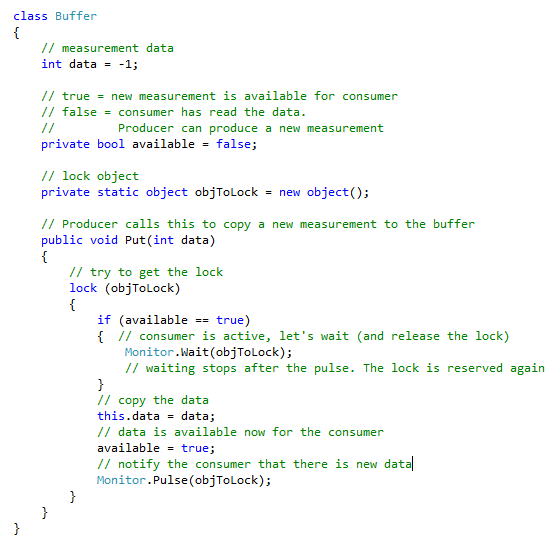 class Buffer
{
    // measurement data
    int data = -1;

    // true = new measurement is available for consumer
    // false = consumer has read the data.
    //         Producer can produce a new measurement
    private bool available = false;

    // lock object
    private static object objToLock = new object();

    // Producer calls this to copy a new measurement to the buffer
    public void Put(int data)
    {
        // try to get the lock
        lock (objToLock)
        {
            if (available == true)
            {  // consumer is active, let's wait (and release the lock)
                Monitor.Wait(objToLock);
                // waiting stops after the pulse. The lock is reserved again
            }
            // copy the data
            this.data = data;
            // data is available now for the consumer
            available = true;
            // notify the consumer that there is new data
            Monitor.Pulse(objToLock);
        }
    }
}